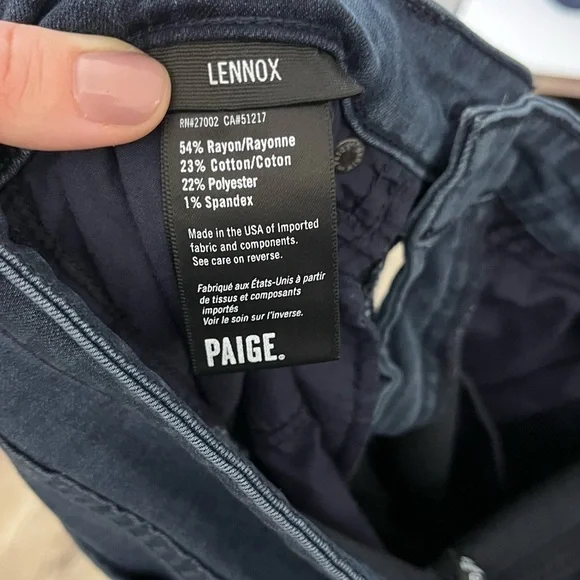 LENNOX
RN#27002 CA#51217
54% Rayon/Rayonne
23% Cotton/Coton
22% Polyester
1% Spandex
Made in the USA of Imported
fabric and components.
See care on reverse.
Fabriqué aux États-Unis à partir
de tissus et composants
importés
Voir le soin sur l'inverse.
PAIGE.